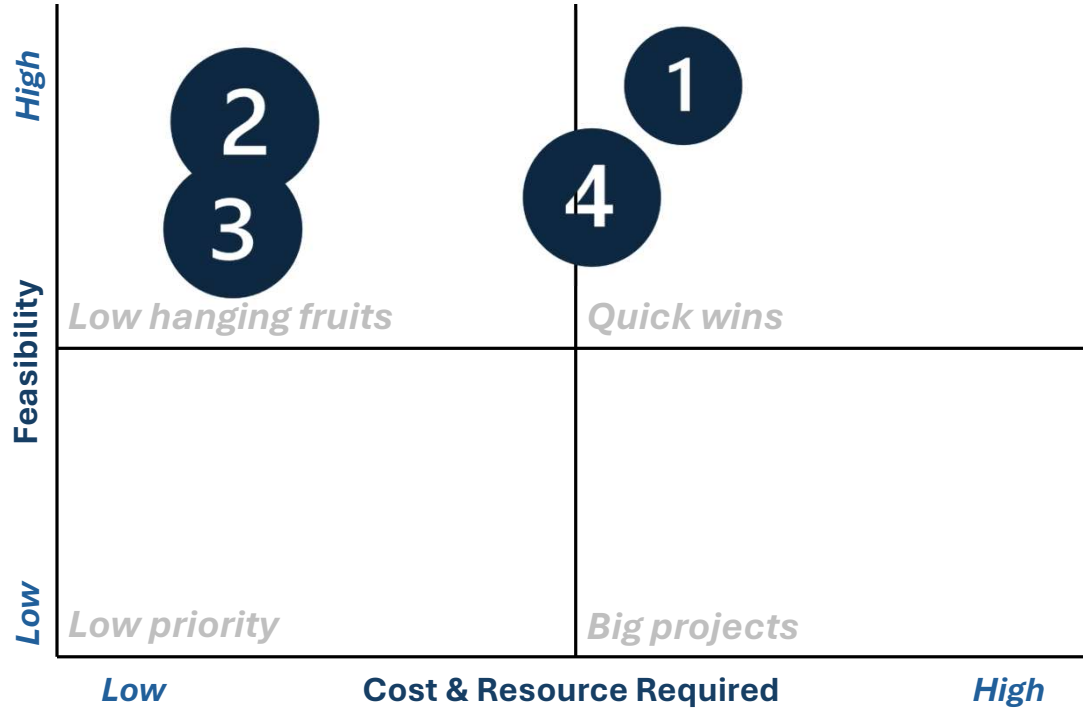 High
1
2
4
3
Low hanging fruits
Quick wins
Feasibility
Low
Low priority
Big projects
Low
Cost & Resource Required
High